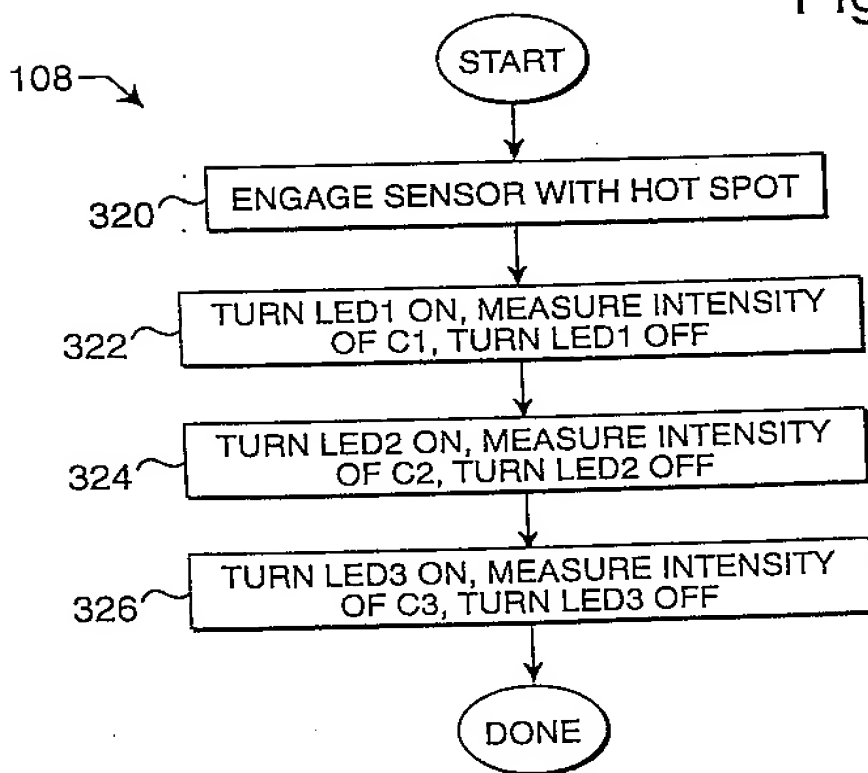 Fig
START
108
ENGAGE SENSOR WITH HOT SPOT
320
TURN LED1 ON, MEASURE INTENSITY
OF C1, TURN LED1 OFF
322
TURN LED2 ON, MEASURE INTENSITY
OF C2, TURN LED2 OFF
324
TURN LED3 ON, MEASURE INTENSITY
OF C3, TURN LED3 OFF
326
DONE